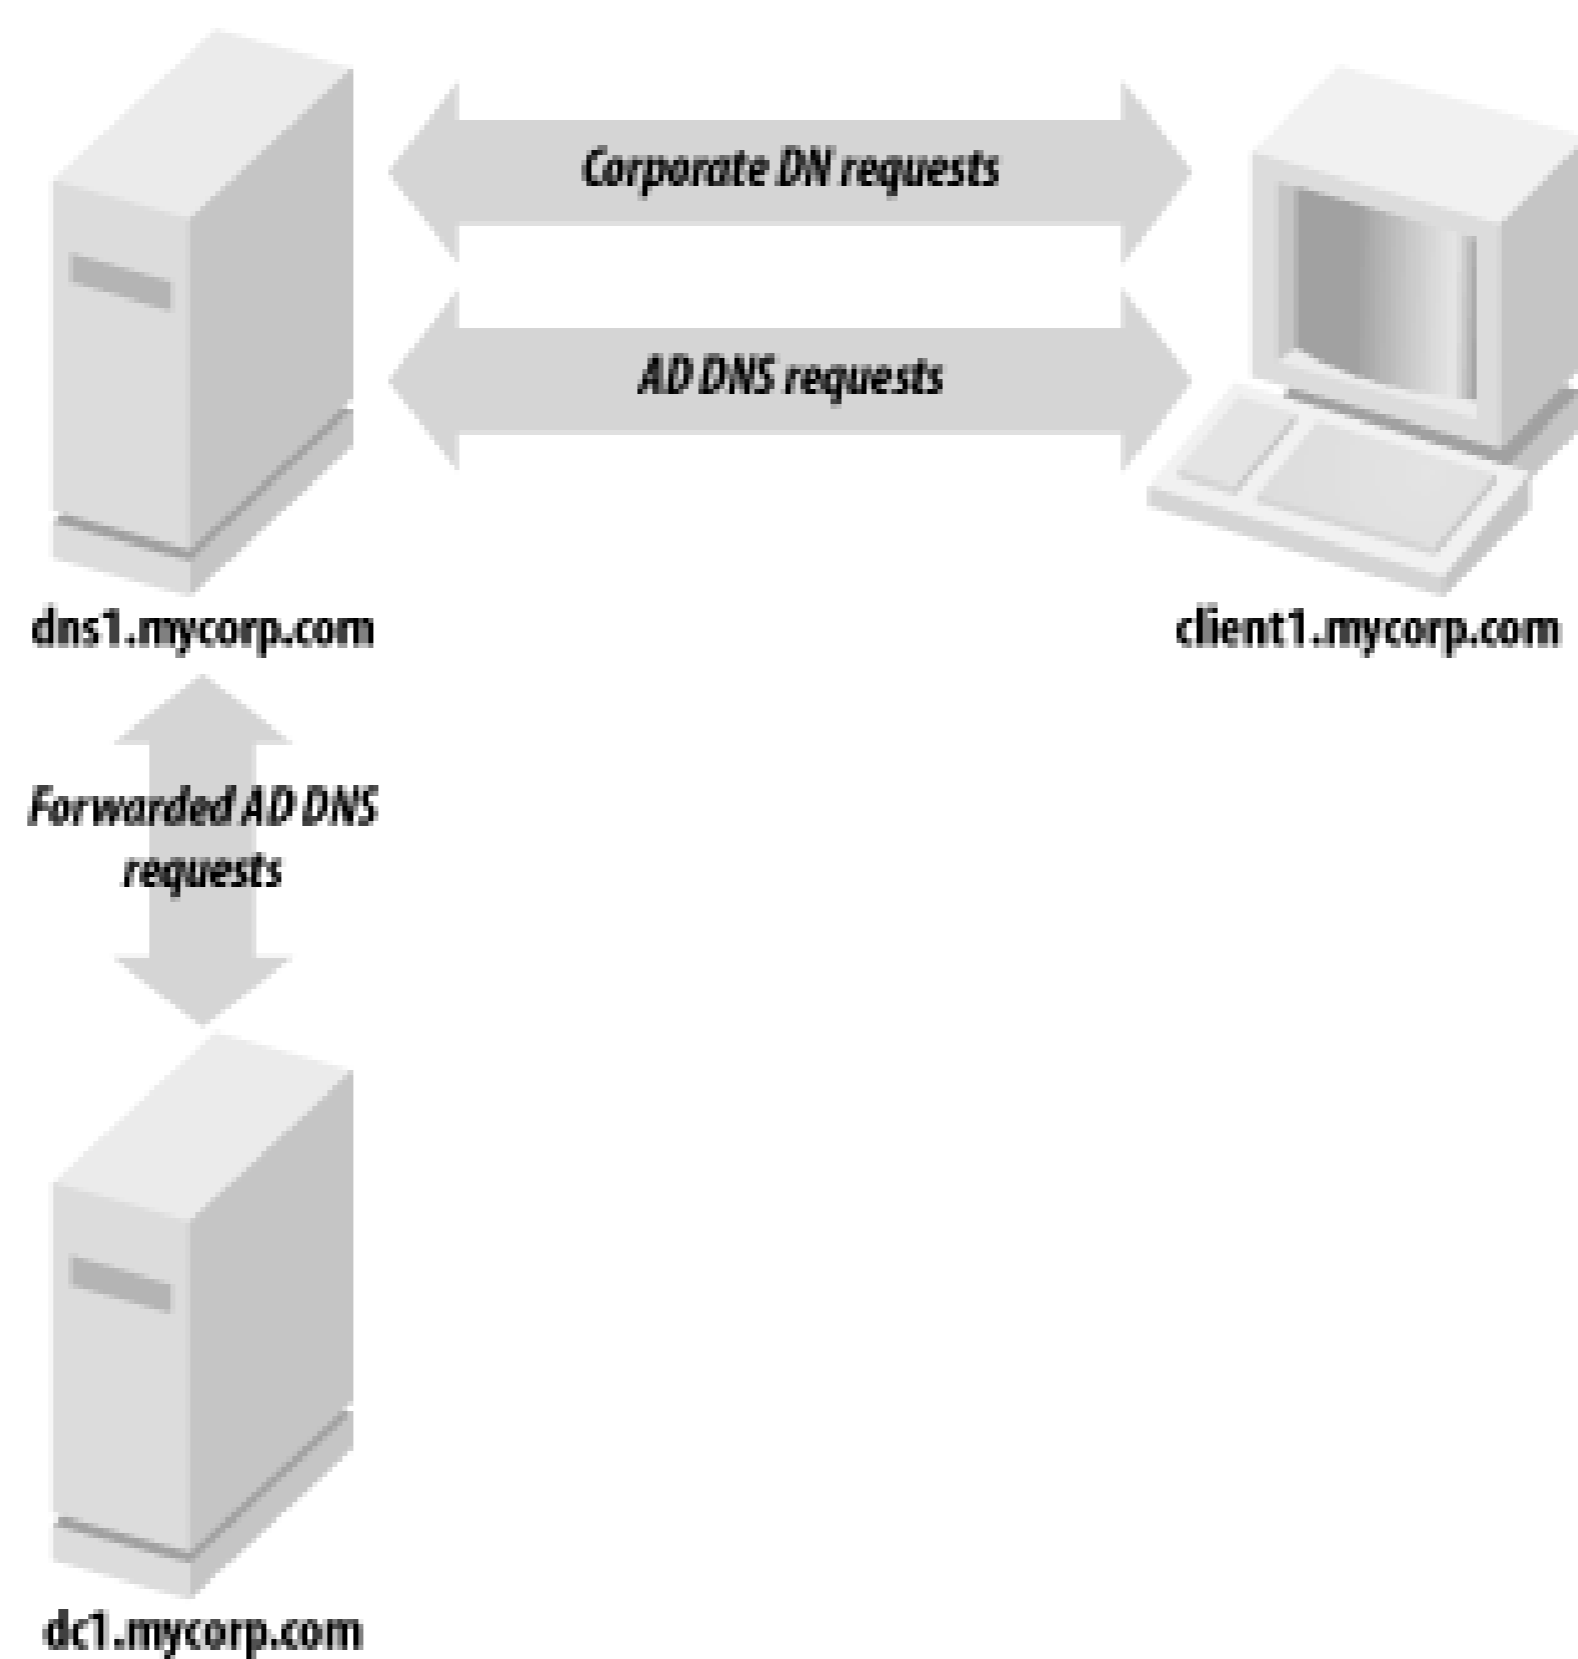 Corporate DN requests
AD DNS requests
dns1.mycorp.com
client1.mycorp.com
Forwarded AD DNS
requests
dc1.mycorp.com